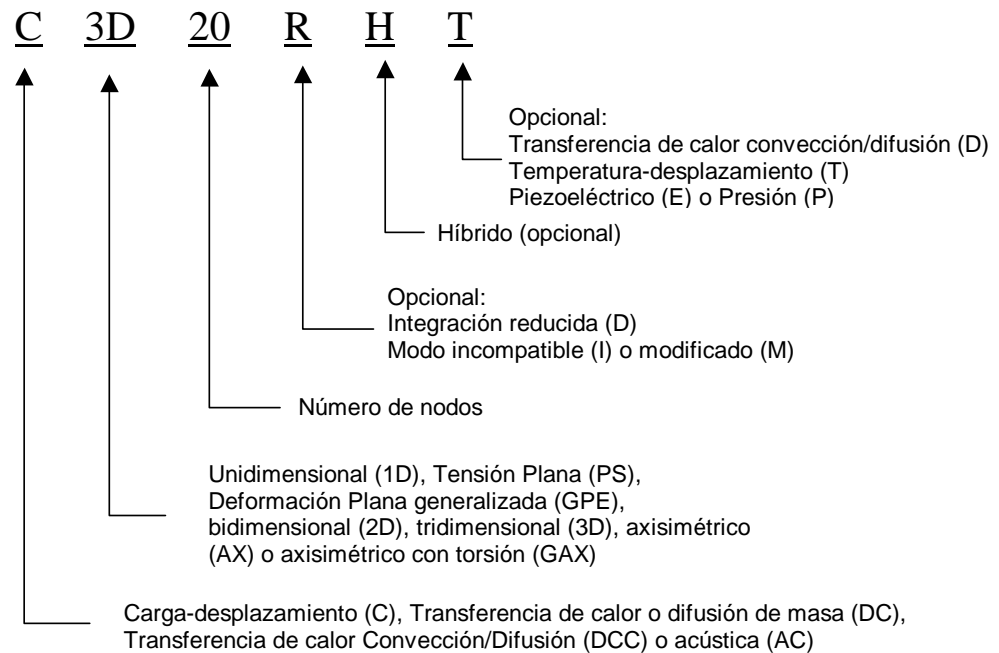 C 3D 20 R H T
Opcional:
Transferencia de calor convección/difusión (D)
Temperatura-desplazamiento (T)
Piezoeléctrico (E) o Presión (P)
Híbrido (opcional)
Opcional:
Integración reducida (D)
Modo incompatible (I) o modificado (M)
Número de nodos
Unidimensional (1D), Tensión Plana (PS),
Deformación Plana generalizada (GPE),
bidimensional (2D), tridimensional (3D), axisimétrico
(AX) o axisimétrico con torsión (GAX)
Carga-desplazamiento (C), Transferencia de calor o difusión de masa (DC),
Transferencia de calor Convección/Difusión (DCC) o acústica (AC)